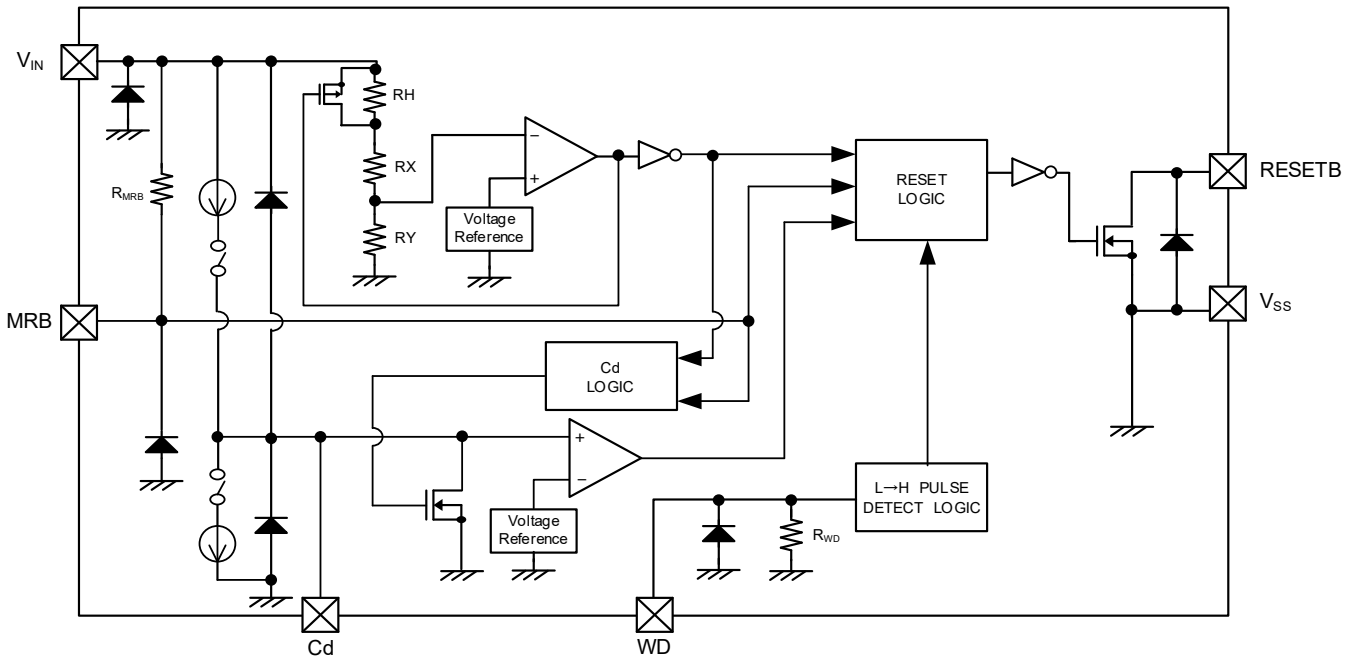 VIN
RH
RX
RMRB
RY
−
+
Voltage
Reference
RESET
LOGIC
RESETB
MRB
VSS
Cd
LOGIC
+
−
Voltage
Reference
L→H PULSE
DETECT LOGIC
RWD
Cd
WD